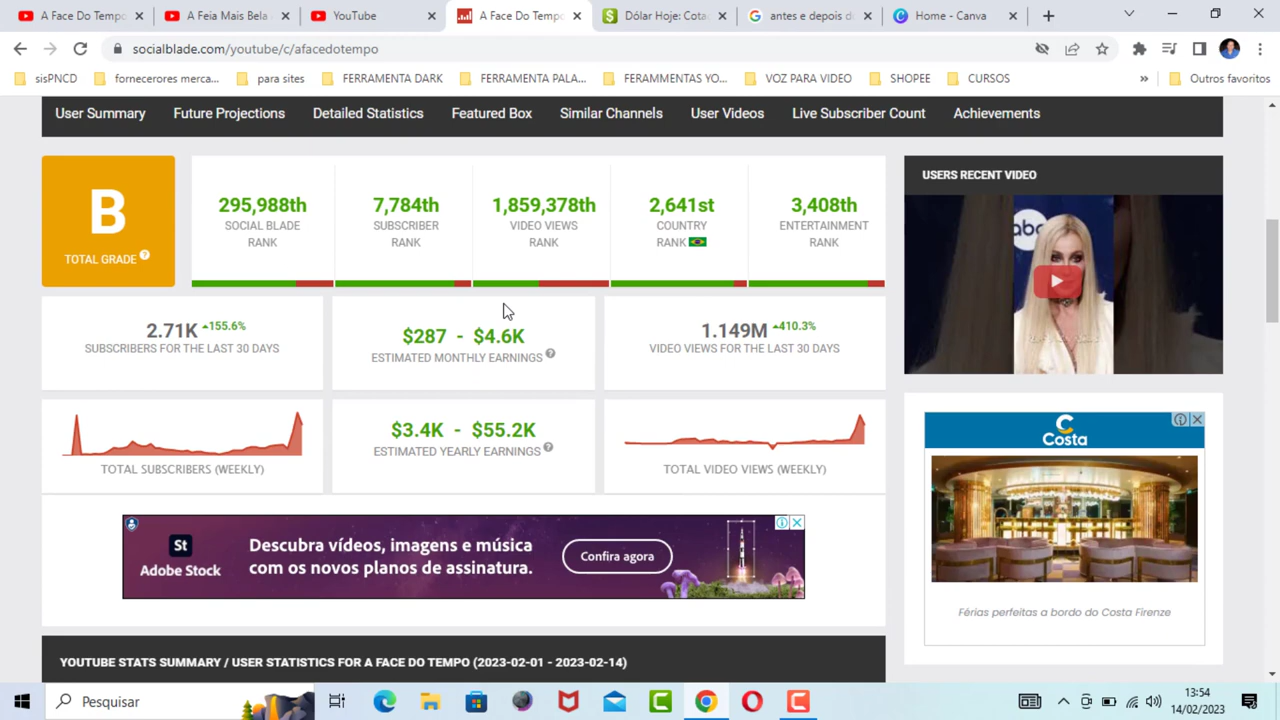 A Face Do Tempo
A Feia Mais Bela
YouTube
A Face Do Tempo
Dólar Hoje: Cota
antes e depois d
Home - Canva
socialblade.com/youtube/c/afacedotempo
sisPNCD
fornecerores merca...
para sites
FERRAMENTA DARK
FERRAMENTA PALA...
FERAMMENTAS YO...
VOZ PARA VIDEO
SHOPEE
CURSOS
»
Outros favoritos
User Summary
Future Projections
Detailed Statistics
Featured Box
Similar Channels
User Videos
Live Subscriber Count
Achievements
B
TOTAL GRADE
295,988th
SOCIAL BLADE
RANK
7,784th
SUBSCRIBER
RANK
1,859,378th
VIDEO VIEWS
RANK
2,641st
COUNTRY
RANK
3,408th
ENTERTAINMENT
RANK
USERS RECENT VIDEO
abc
2.71K 155.6%
SUBSCRIBERS FOR THE LAST 30 DAYS
$287 - $4.6K
ESTIMATED MONTHLY EARNINGS
1.149M 410.3%
VIDEO VIEWS FOR THE LAST 30 DAYS
TOTAL SUBSCRIBERS (WEEKLY)
$3.4K - $55.2K
ESTIMATED YEARLY EARNINGS
TOTAL VIDEO VIEWS (WEEKLY)
Costa
Férias perfeitas a bordo do Costa Firenze
St
Adobe Stock
Descubra vídeos, imagens e música
com os novos planos de assinatura.
Confira agora
YOUTUBE STATS SUMMARY / USER STATISTICS FOR A FACE DO TEMPO (2023-02-01 - 2023-02-14)
Pesquisar
13:54
14/02/2023